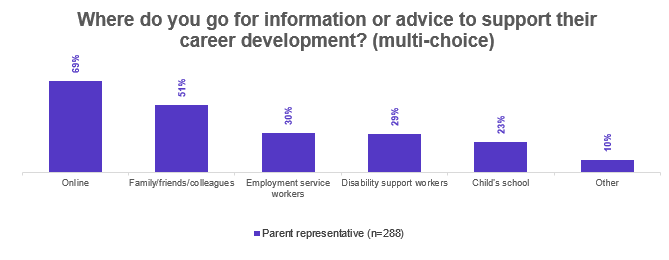 Where do you go for information or advice to support their
career development? (multi-choice)
69%
51%
30%
29%
23%
10%
Online
Family/friends/colleagues
Employment service
workers
Disability support workers
Child's school
Other
Parent representative (n=288)